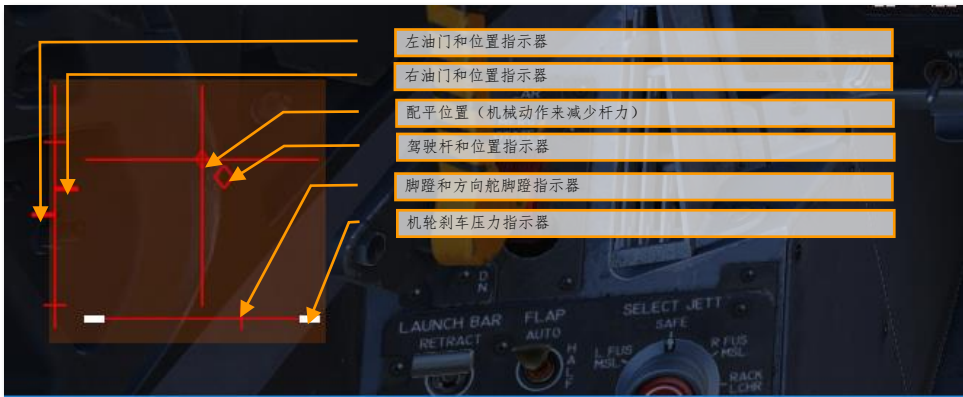 左油门和位置指示器
右油门和位置指示器
配平位置（机械动作来减少杆力）
驾驶杆和位置指示器
脚蹬和方向舵脚蹬指示器
机轮刹车压力指示器
DN
LAUNCH BAR
RETRACT
FLAP
AUTO
HALF
SELECT JETT
SAFE
L FUS
MSL
R FUS
MSL
RACK
LCHR